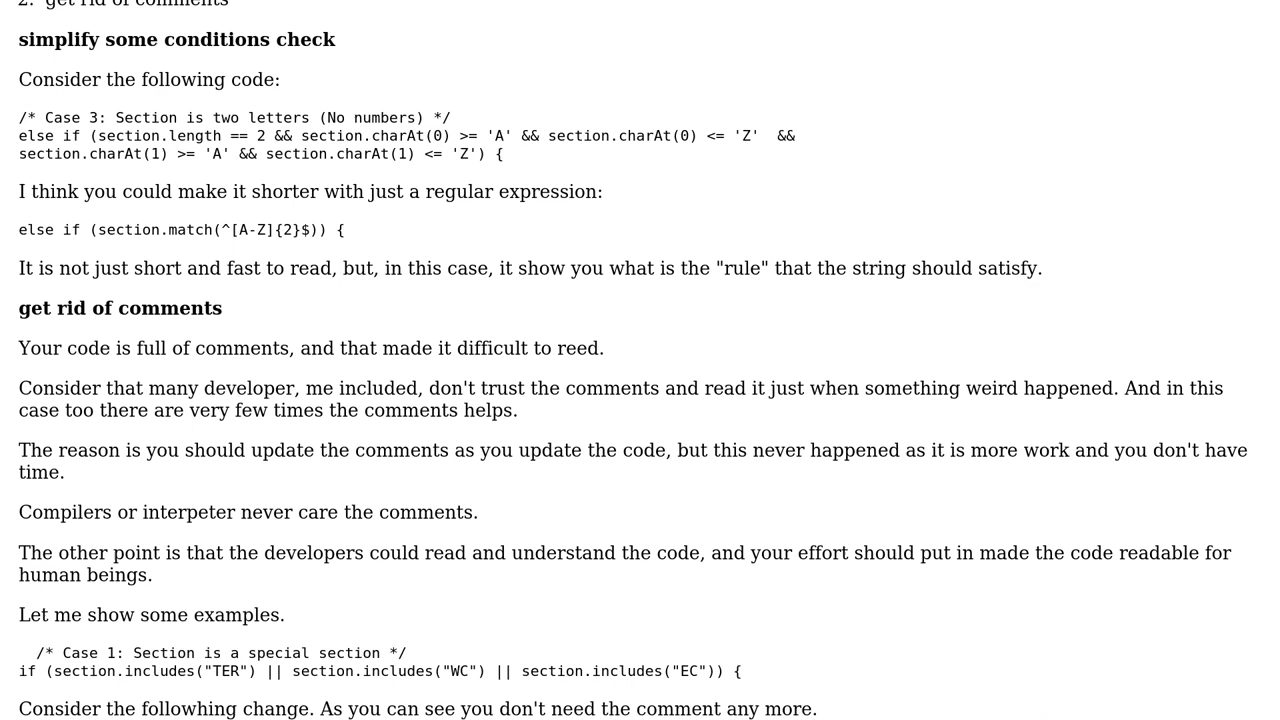 2. get rid of comments
simplify some conditions check
Consider the following code:
/* Case 3: Section is two letters (No numbers) */
else if (section.length == 2 && section.charAt(0) >= 'A' && section.charAt(0) <= 'Z'  &&
section.charAt(1) >= 'A' && section.charAt(1) <= 'Z') {
I think you could make it shorter with just a regular expression:
else if (section.match(^[A-Z]{2}$)) {
It is not just short and fast to read, but, in this case, it show you what is the "rule" that the string should satisfy.
get rid of comments
Your code is full of comments, and that made it difficult to reed.
Consider that many developer, me included, don't trust the comments and read it just when something weird happened. And in this
case too there are very few times the comments helps.
The reason is you should update the comments as you update the code, but this never happened as it is more work and you don't have
time.
Compilers or interpeter never care the comments.
The other point is that the developers could read and understand the code, and your effort should put in made the code readable for
human beings.
Let me show some examples.
/* Case 1: Section is a special section */
if (section.includes("TER") || section.includes("WC") || section.includes("EC")) {
Consider the followhing change. As you can see you don't need the comment any more.